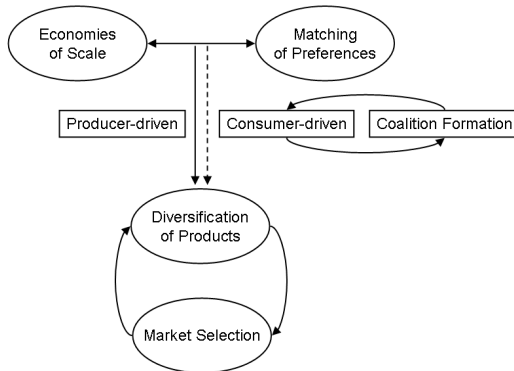 Economies
of Scale
Matching
of Preferences
Producer-driven
Consumer-driven
Coalition Formation
Diversification
of Products
Market Selection